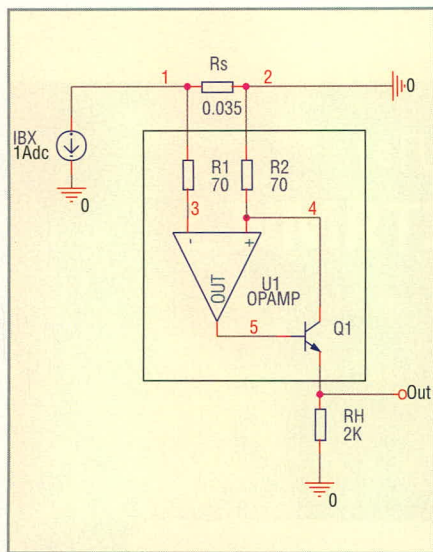 Rs
1
2
0
0.035
IBX
1Adc
0
R1
70
R2
70
3
4
-
+
OUT
U1
OPAMP
5
Q1
Out
RH
2K
0